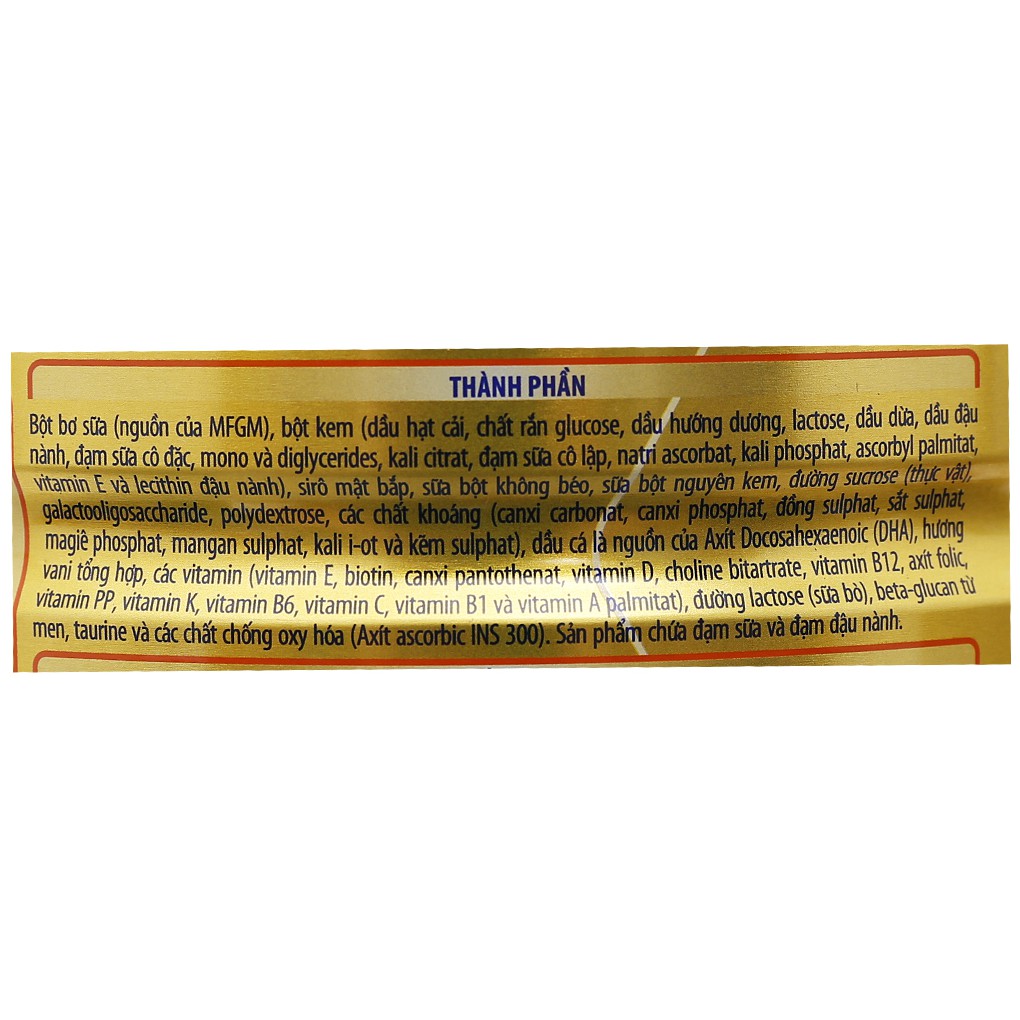 THÀNH PHẦN
Bột bơ sữa (nguồn của MFGM), bột kem (dầu hạt cải, chất rắn glucose, dầu hướng dương, lactose, dầu dừa, dầu đậu
nành, đạm sữa cô đặc, mono và diglycerides, kali citrat, đạm sữa cô lập, natri ascorbat, kali phosphat, ascorbyl palmitat,
vitamin E và lecithin đậu nành), sirô mật bắp, sữa bột không béo, sữa bột nguyên kem, đường sucrose (thực vật),
galactooligosaccharide, polydextrose, các chất khoáng (canxi carbonat, canxi phosphat, đồng sulphat, sắt sulphat,
magiê phosphat, mangan sulphat, kali i-ot và kẽm sulphat), dầu cá là nguồn của Axít Docosahexaenoic (DHA), hương
vani tổng hợp, các vitamin (vitamin E, biotin, canxi pantothenat, vitamin D, choline bitartrate, vitamin B12, axít folic,
vitamin PP, vitamin K, vitamin B6, vitamin C, vitamin B1 và vitamin A palmitat), đường lactose (sữa bò), beta-glucan từ
men, taurine và các chất chống oxy hóa (Axít ascorbic INS 300). Sản phẩm chứa đạm sữa và đạm đậu nành.